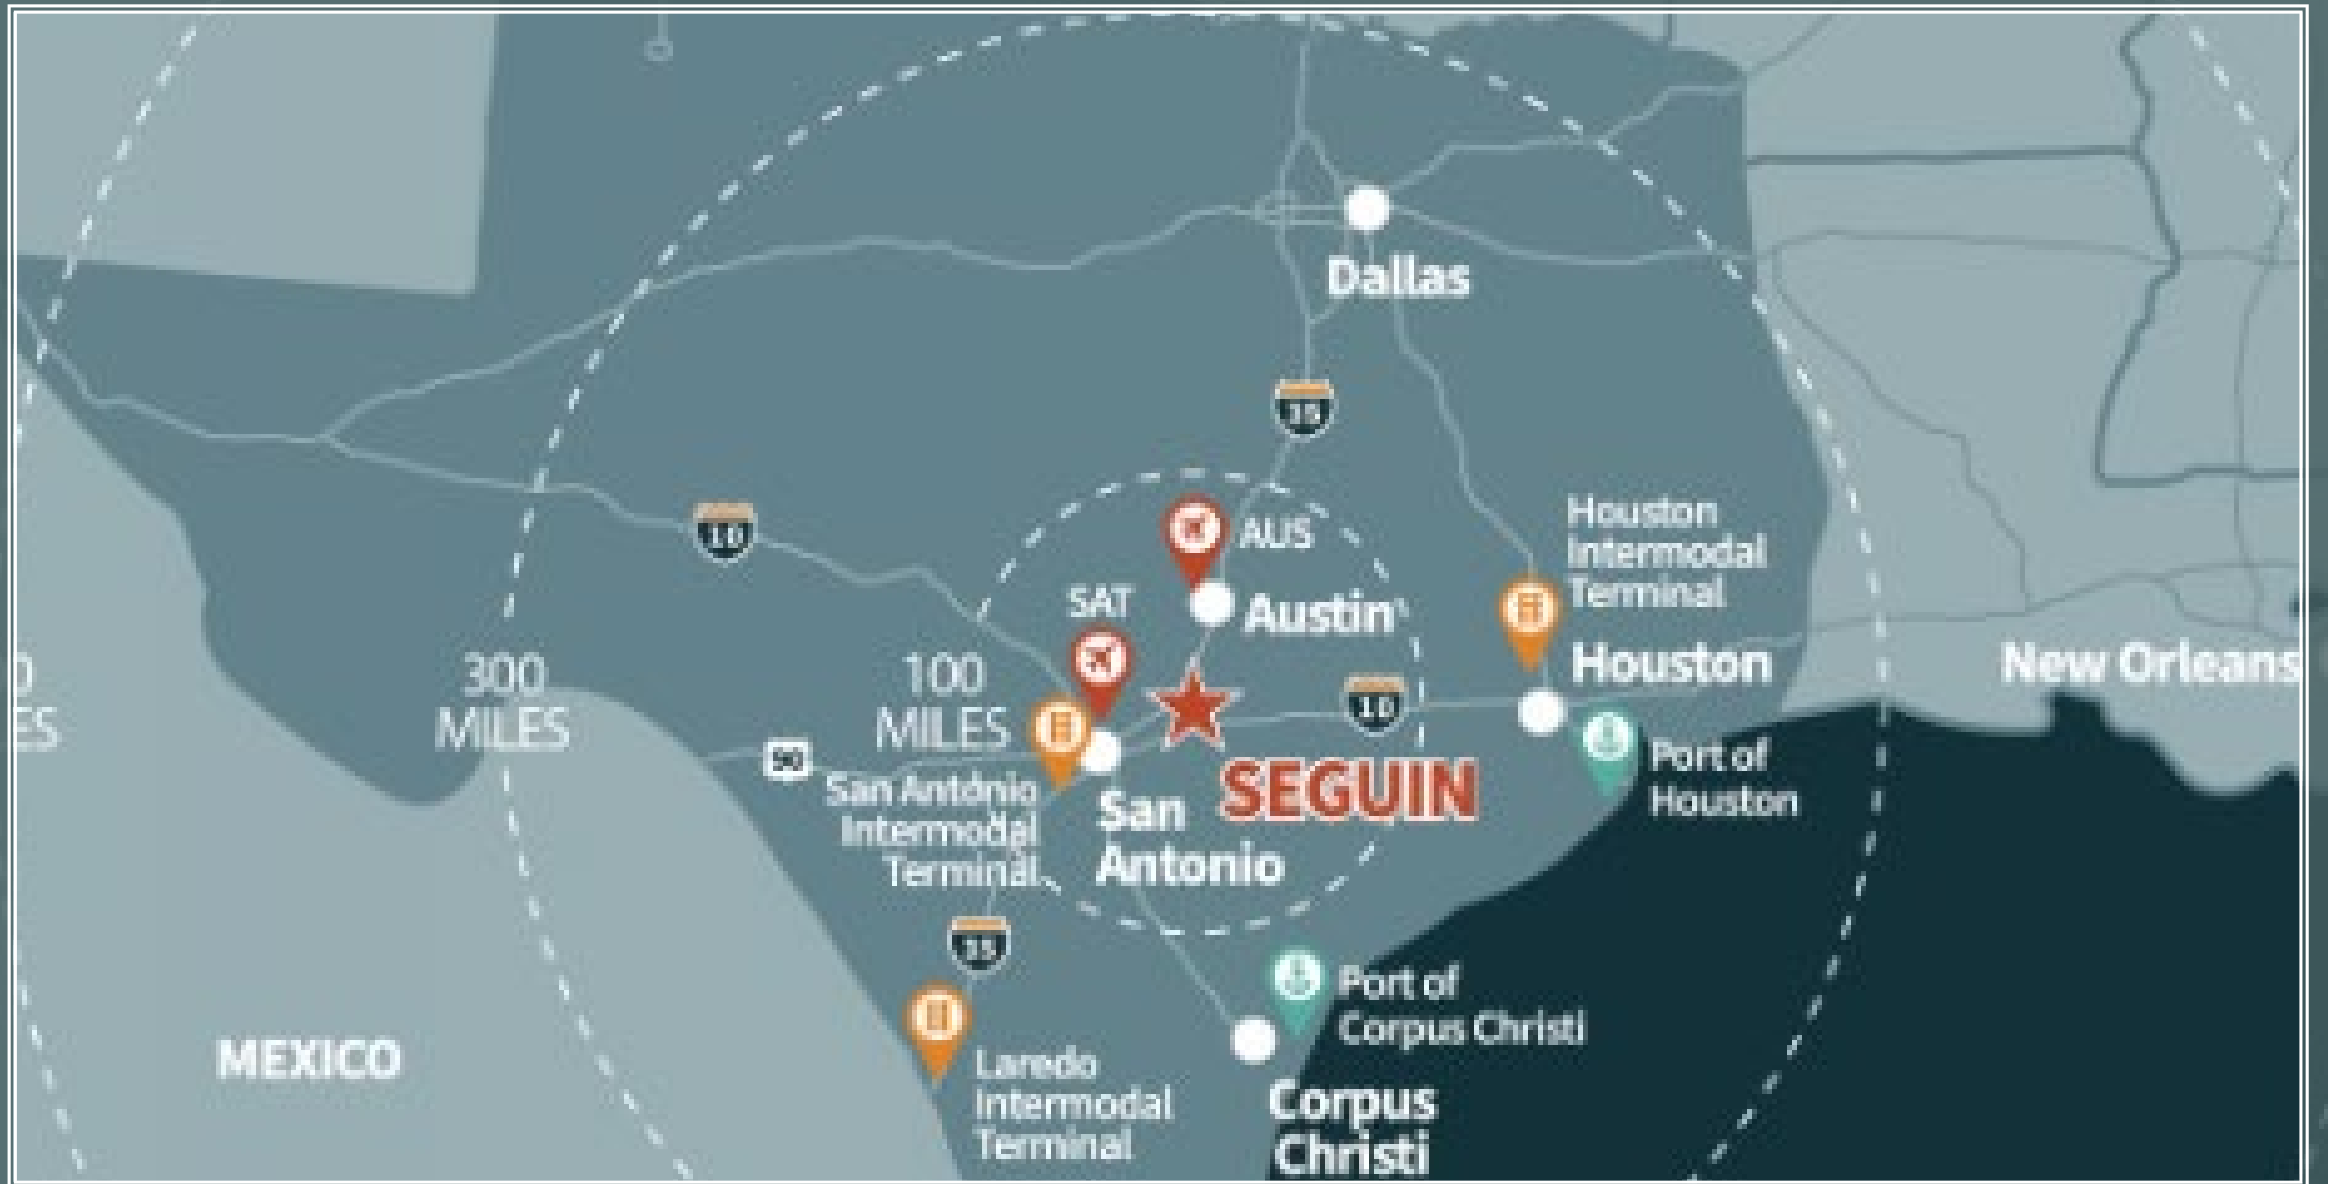 Dallas
35
Houston
Intermodal
Terminal
10
AUS
SAT
Austin
300
MILES
100
MILES
10
Houston
New Orleans
90
SEGUIN
Port of
Houston
San Antonio
Intermodal
Terminal
San
Antonio
35
Port of
Corpus Christi
MEXICO
Laredo
Intermodal
Terminal
Corpus
Christi